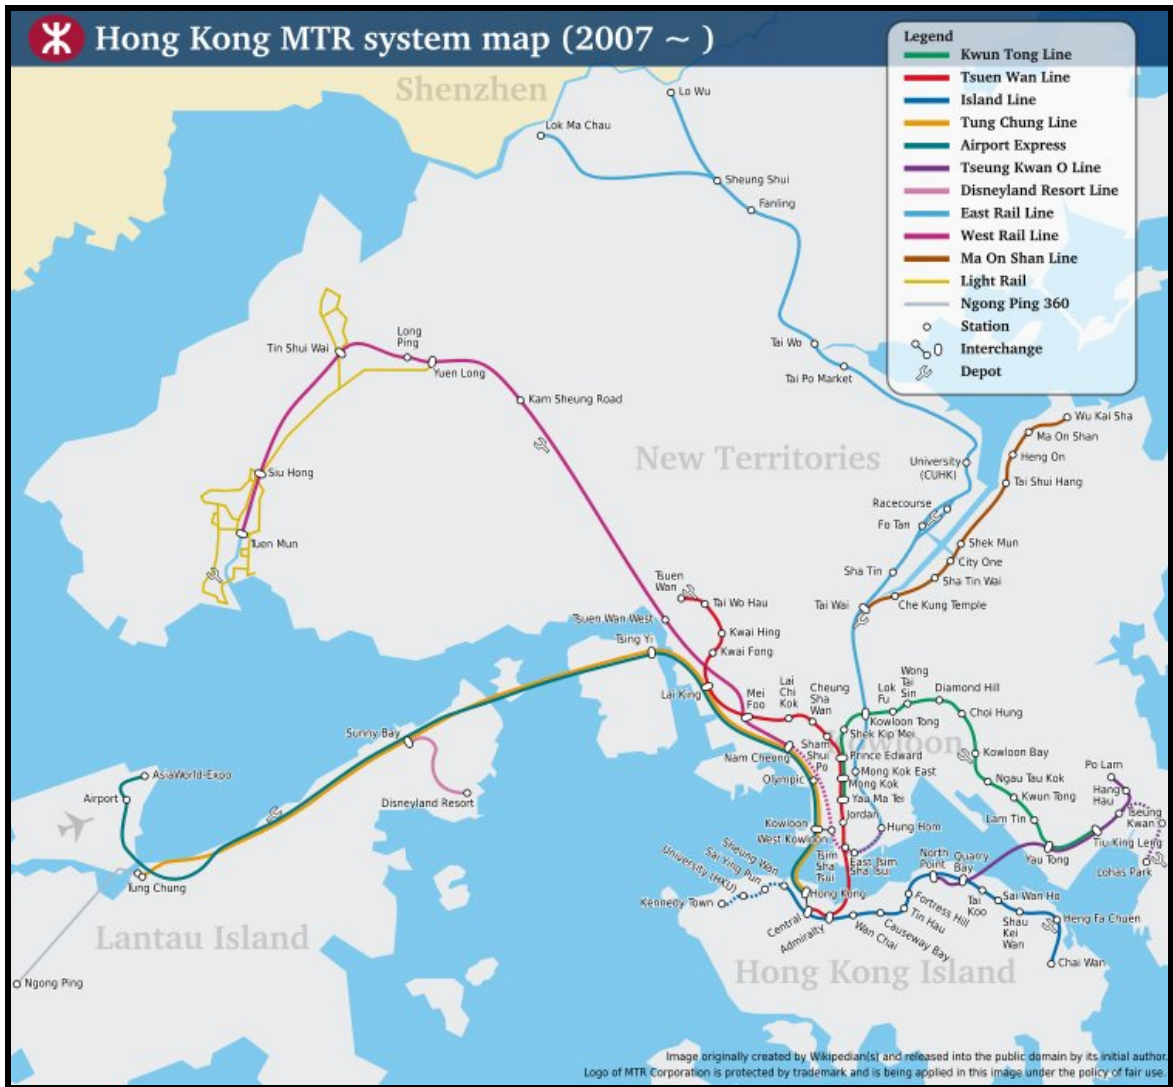 Hong Kong MTR system map (2007 ~ )
Legend
Kwun Tong Line
Tsuen Wan Line
Island Line
Tung Chung Line
Airport Express
Tseung Kwan O Line
Disneyland Resort Line
East Rail Line
West Rail Line
Ma On Shan Line
Light Rail
Ngong Ping 360
Station
Interchange
Depot
Shenzhen
Lo Wu
Lok Ma Chau
Sheung Shui
Fanling
Tai Wo
Tai Po Market
Long
Ping
Tin Shui Wai
Yuen Long
Kam Sheung Road
New Territories
Wu Kai Sha
Ma On Shan
Heng On
Tai Shui Hang
University
(CUHK)
Racecourse
Fo Tan
Shek Mun
City One
Sha Tin Wai
Sha Tin
Tai Wai
Che Kung Temple
Siu Hong
Tuen Mun
Tsuen
Wan
Tai Wo Hau
Tsuen Wan West
Kwai Hing
Tsing Yi
Kwai Fong
Lai King
Mei
Foo
Lai
Chi
Kok
Cheung
Sha
Wan
Lok
Fu
Wong
Tai
Sin
Diamond Hill
Choi Hung
Kowloon Tong
Shek Kip Mei
Kowloon
Prince Edward
Sham
Shui
Po
Nam Cheong
Olympic
Mong Kok East
Mong Kok
Yau Ma Tei
Jordan
Kowloon Bay
Ngau Tau Kok
Kwun Tong
Lam Tin
Po Lam
Hang
Hau
Tseung
Kwan
Tiu King Leng
Yau Tong
Lohas Park
Sunny Bay
Disneyland Resort
AsiaWorld-Expo
Airport
Tung Chung
Ngong Ping
Lantau Island
Kowloon
West Kowloon
Hung Hom
Tsim
Sha
Tsui
East Tsim
Sha Tsui
Sheung Wan
Sai Ying Pun
University (HKU)
Kennedy Town
Hong Kong
Central
Admiralty
Wan Chai
Causeway Bay
Tin Hau
Fortress Hill
North
Point
Quarry
Bay
Tai
Koo
Sai Wan Ho
Shau
Kei
Wan
Heng Fa Chuen
Chai Wan
Hong Kong Island
Image originally created by Wikipedian(s) and released into the public domain by its initial author.
Logo of MTR Corporation is protected by trademark and is being applied in this image under the policy of fair use.